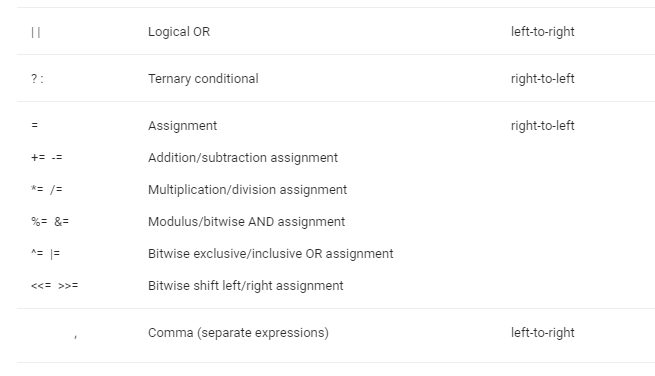 || Logical OR left-to-right
? : Ternary conditional right-to-left
= Assignment right-to-left
+= -= Addition/subtraction assignment
*= /= Multiplication/division assignment
%= &= Modulus/bitwise AND assignment
^= |= Bitwise exclusive/inclusive OR assignment
<<= >>= Bitwise shift left/right assignment
, Comma (separate expressions) left-to-right